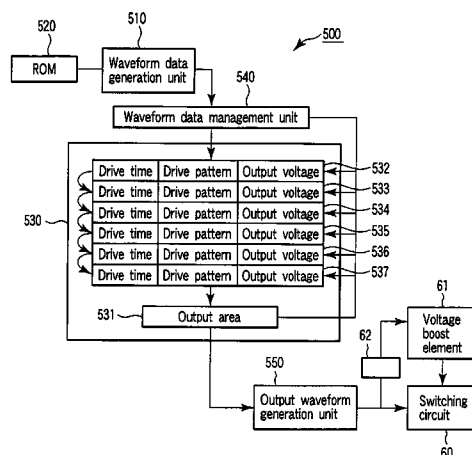 510
520
500
ROM
Waveform data generation unit
540
Waveform data management unit
530
Drive time Drive pattern Output voltage 532
Drive time Drive pattern Output voltage 533
Drive time Drive pattern Output voltage 534
Drive time Drive pattern Output voltage 535
Drive time Drive pattern Output voltage 536
Drive time Drive pattern Output voltage 537
531
Output area
61
62
Voltage boost element
550
Output waveform generation unit
Switching circuit
60